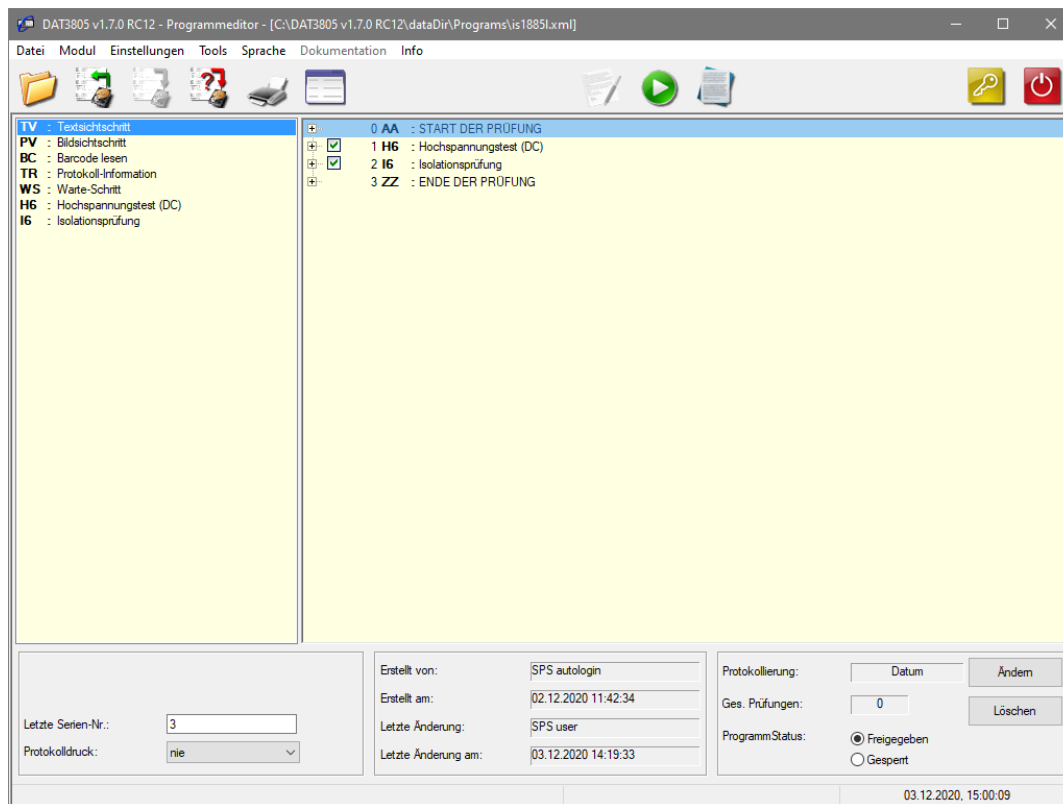 DAT3805 v1.7.0 RC12 - Programmeditor - [C:\DAT3805 v1.7.0 RC12\dataDir\Programs\is1885l.xml]
Datei Modul Einstellungen Tools Sprache Dokumentation Info
TV : Textsichtschritt
PV : Bildsichtschritt
BC : Barcode lesen
TR : Protokoll-Information
WS : Warte-Schritt
H6 : Hochspannungstest (DC)
I6 : Isolationsprüfung
0 AA : START DER PRÜFUNG
1 H6 : Hochspannungstest (DC)
2 I6 : Isolationsprüfung
3 ZZ : ENDE DER PRÜFUNG
Letzte Serien-Nr.: 3
Protokolldruck: nie
Erstellt von: SPS autologin
Erstellt am: 02.12.2020 11:42:34
Letzte Änderung: SPS user
Letzte Änderung am: 03.12.2020 14:19:33
Protokollierung: Datum Ändern
Ges. Prüfungen: 0 Löschen
ProgrammStatus: Freigegeben
Gesperrt
03.12.2020, 15:00:09